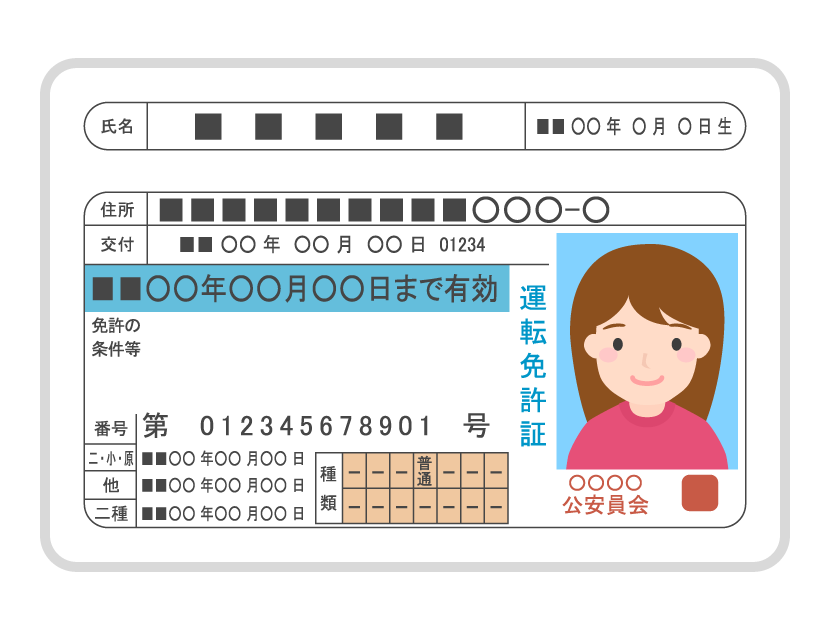 氏名 ■ ■ ■ ■ ■ ■■〇〇年 〇月 〇日生
住所 ■■■■■■■■■■〇〇〇−〇
交付 ■■ 〇〇年 〇〇月 〇〇日 01234
■■〇〇年〇〇月〇〇日まで有効
免許の
条件等
運転免許証
番号 第 012345678901 号
二・小・原 ■■〇〇年〇〇月〇〇日
他 ■■〇〇年〇〇月〇〇日
二種 ■■〇〇年〇〇月〇〇日
種類
− − − 普通 − − −
− − − − − − −
〇〇〇〇
公安員会